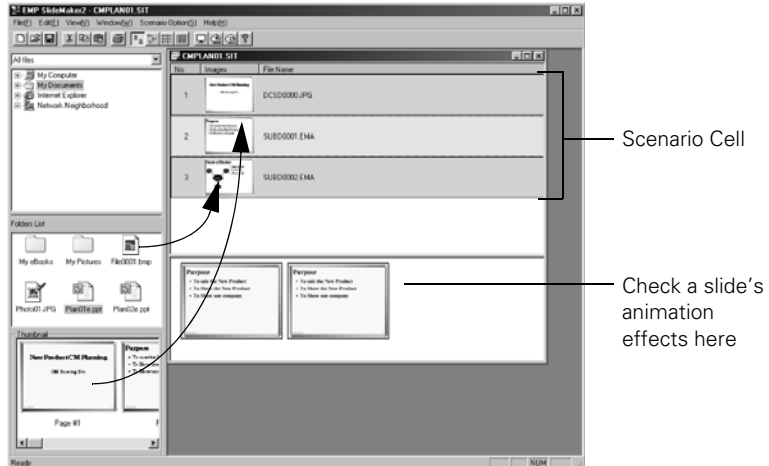 EMP SlideMaker2 - CMPLAN01.SIT
File(F) Edit(E) View(V) Window(W) Scenario Option(S) Help(H)
All files
My Computer
My Documents
Internet Explorer
Network Neighborhood
Folders List
My eBooks My Pictures File0001.bmp
Photo01.JPG Plan01e.ppt Plan02e.ppt
Thumbnail
New Product CM Planning
Purpose
Page #1
Ready
NUM
CMPLAN01.SIT
No. Images File Name
1 DCSD0000.JPG
2 SUBD0001.EMA
3 SUBD0002.EMA
Purpose
• To sale the New Product
• To Show the New Product
• To Show our company
Purpose
• To sale the New Product
• To Show the New Product
• To Show our company
Scenario Cell
Check a slide's
animation
effects here